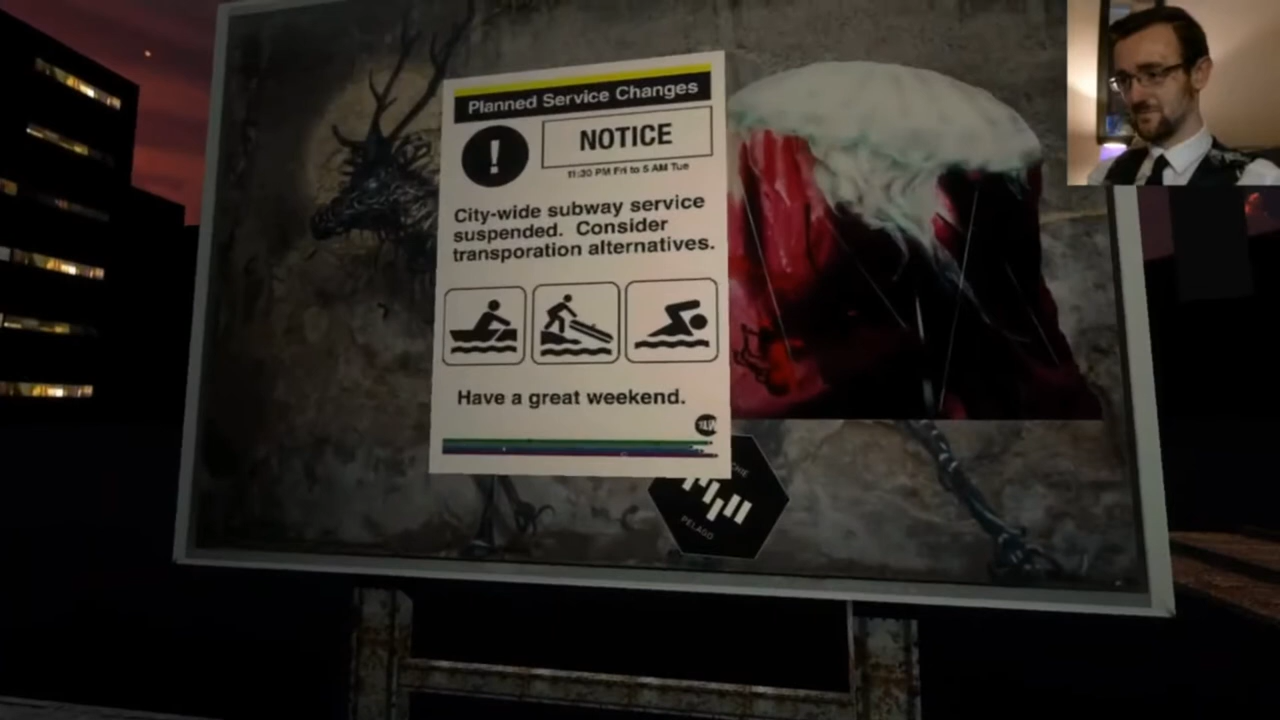 Planned Service Changes
!
NOTICE
11:30 PM Fri to 5 AM Tue
City-wide subway service
suspended. Consider
transporation alternatives.
Have a great weekend.
PELAGO